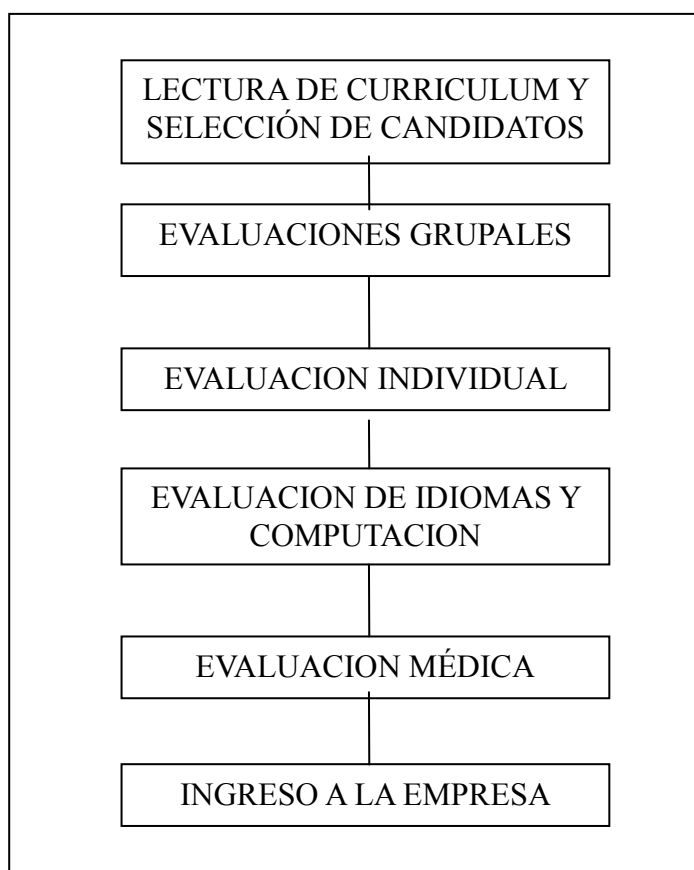 LECTURA DE CURRICULUM Y
SELECCIÓN DE CANDIDATOS
EVALUACIONES GRUPALES
EVALUACION INDIVIDUAL
EVALUACION DE IDIOMAS Y
COMPUTACION
EVALUACION MÉDICA
INGRESO A LA EMPRESA